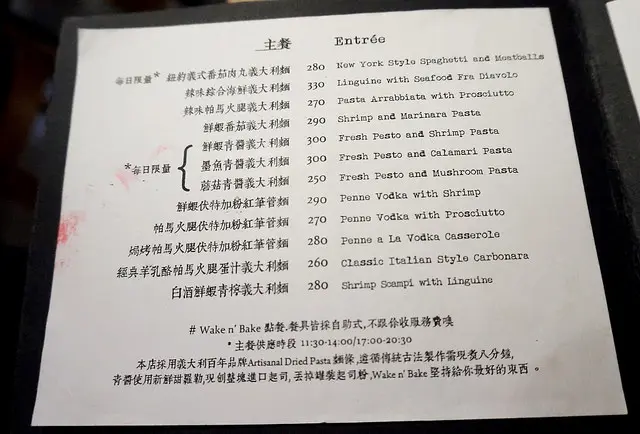 主餐 Entrée
每日限量* 紐約義式番茄肉丸義大利麵 280 New York Style Spaghetti and Meatballs
辣味綜合海鮮義大利麵 330 Linguine with Seafood Fra Diavolo
辣味帕馬火腿義大利麵 270 Pasta Arrabbiata with Prosciutto
鮮蝦番茄義大利麵 290 Shrimp and Marinara Pasta
鮮蝦青醬義大利麵 300 Fresh Pesto and Shrimp Pasta
*每日限量 { 墨魚青醬義大利麵 300 Fresh Pesto and Calamari Pasta
蘑菇青醬義大利麵 250 Fresh Pesto and Mushroom Pasta
鮮蝦伏特加粉紅筆管麵 290 Penne Vodka with Shrimp
帕馬火腿伏特加粉紅筆管麵 270 Penne Vodka with Prosciutto
焗烤帕馬火腿伏特加粉紅筆管麵 280 Penne a La Vodka Casserole
經典羊乳酪帕馬火腿蛋汁義大利麵 260 Classic Italian Style Carbonara
白酒鮮蝦青檸義大利麵 280 Shrimp Scampi with Linguine
# Wake n' Bake 點餐.餐具皆採自助式,不跟你收服務費噢
* 主餐供應時段 11:30-14:00/17:00-20:30
本店採用義大利百年品牌Artisanal Dried Pasta 麵條,遵循傳統古法製作需現煮八分鐘,
青醬使用新鮮甜羅勒,現刨整塊進口起司,丟掉罐裝起司粉,Wake n' Bake 堅持給你最好的東西。